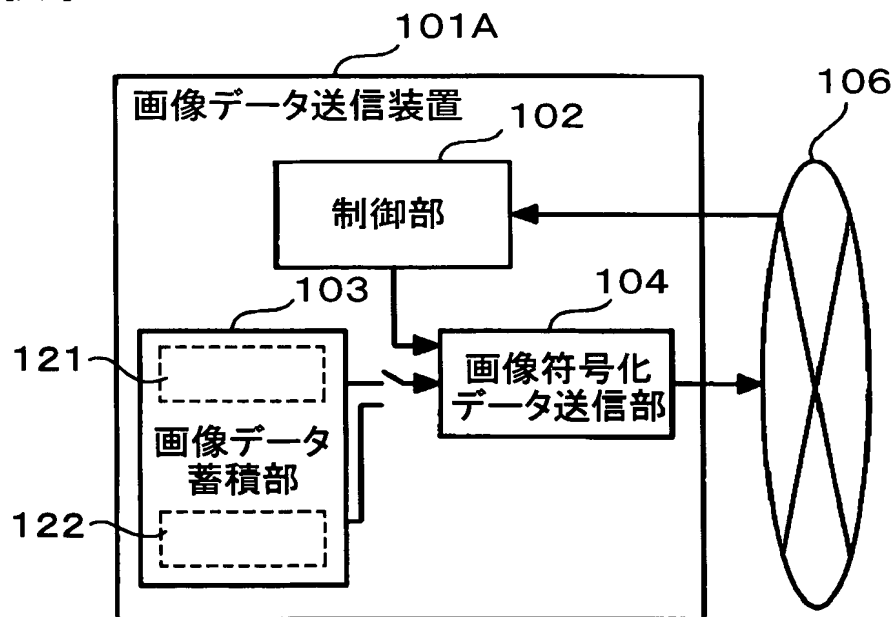 101A
画像データ送信装置
102
106
制御部
103
104
121
画像符号化
データ送信部
画像データ
蓄積部
122